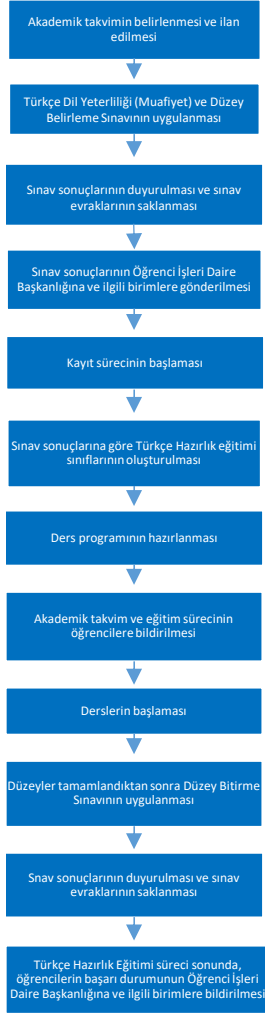 Akademik takvimin belirlenmesi ve ilan
edilmesi
Türkçe Dil Yeterliliği (Muafiyet) ve Düzey
Belirleme Sınavının uygulanması
Sınav sonuçlarının duyurulması ve sınav
evraklarının saklanması
Sınav sonuçlarının Öğrenci İşleri Daire
Başkanlığına ve ilgili birimlere gönderilmesi
Kayıt sürecinin başlaması
Sınav sonuçlarına göre Türkçe Hazırlık eğitimi
sınıflarının oluşturulması
Ders programının hazırlanması
Akademik takvim ve eğitim sürecinin
öğrencilere bildirilmesi
Derslerin başlaması
Düzeyler tamamlandıktan sonra Düzey Bitirme
Sınavının uygulanması
Snav sonuçlarının duyurulması ve sınav
evraklarının saklanması
Türkçe Hazırlık Eğitimi süreci sonunda,
öğrencilerin başarı durumunun Öğrenci İşleri
Daire Başkanlığına ve ilgili birimlere bildirilmesi